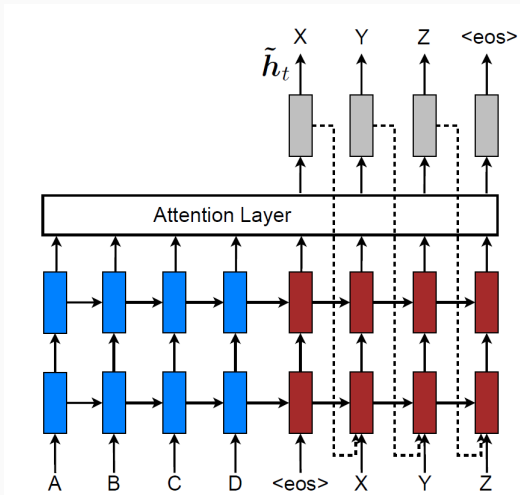 X Y Z <eos>
h̃ₜ
Attention Layer
A B C D <eos> X Y Z